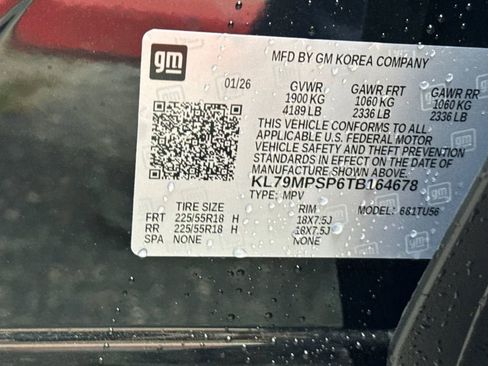 gm
MFD BY GM KOREA COMPANY
01/26 GVWR GAWR FRT GAWR RR
1900 KG 1060 KG 1060 KG
4189 LB 2336 LB 2336 LB
THIS VEHICLE CONFORMS TO ALL
APPLICABLE U.S. FEDERAL MOTOR
VEHICLE SAFETY AND THEFT PREVENTION
STANDARDS IN EFFECT ON THE DATE OF
MANUFACTURE SHOWN ABOVE.
KL79MPSP6TB164678
TYPE: MPV MODEL: 681TU56
TIRE SIZE RIM
FRT 225/55R18 H 18X7.5J
RR 225/55R18 H 18X7.5J
SPA NONE NONE